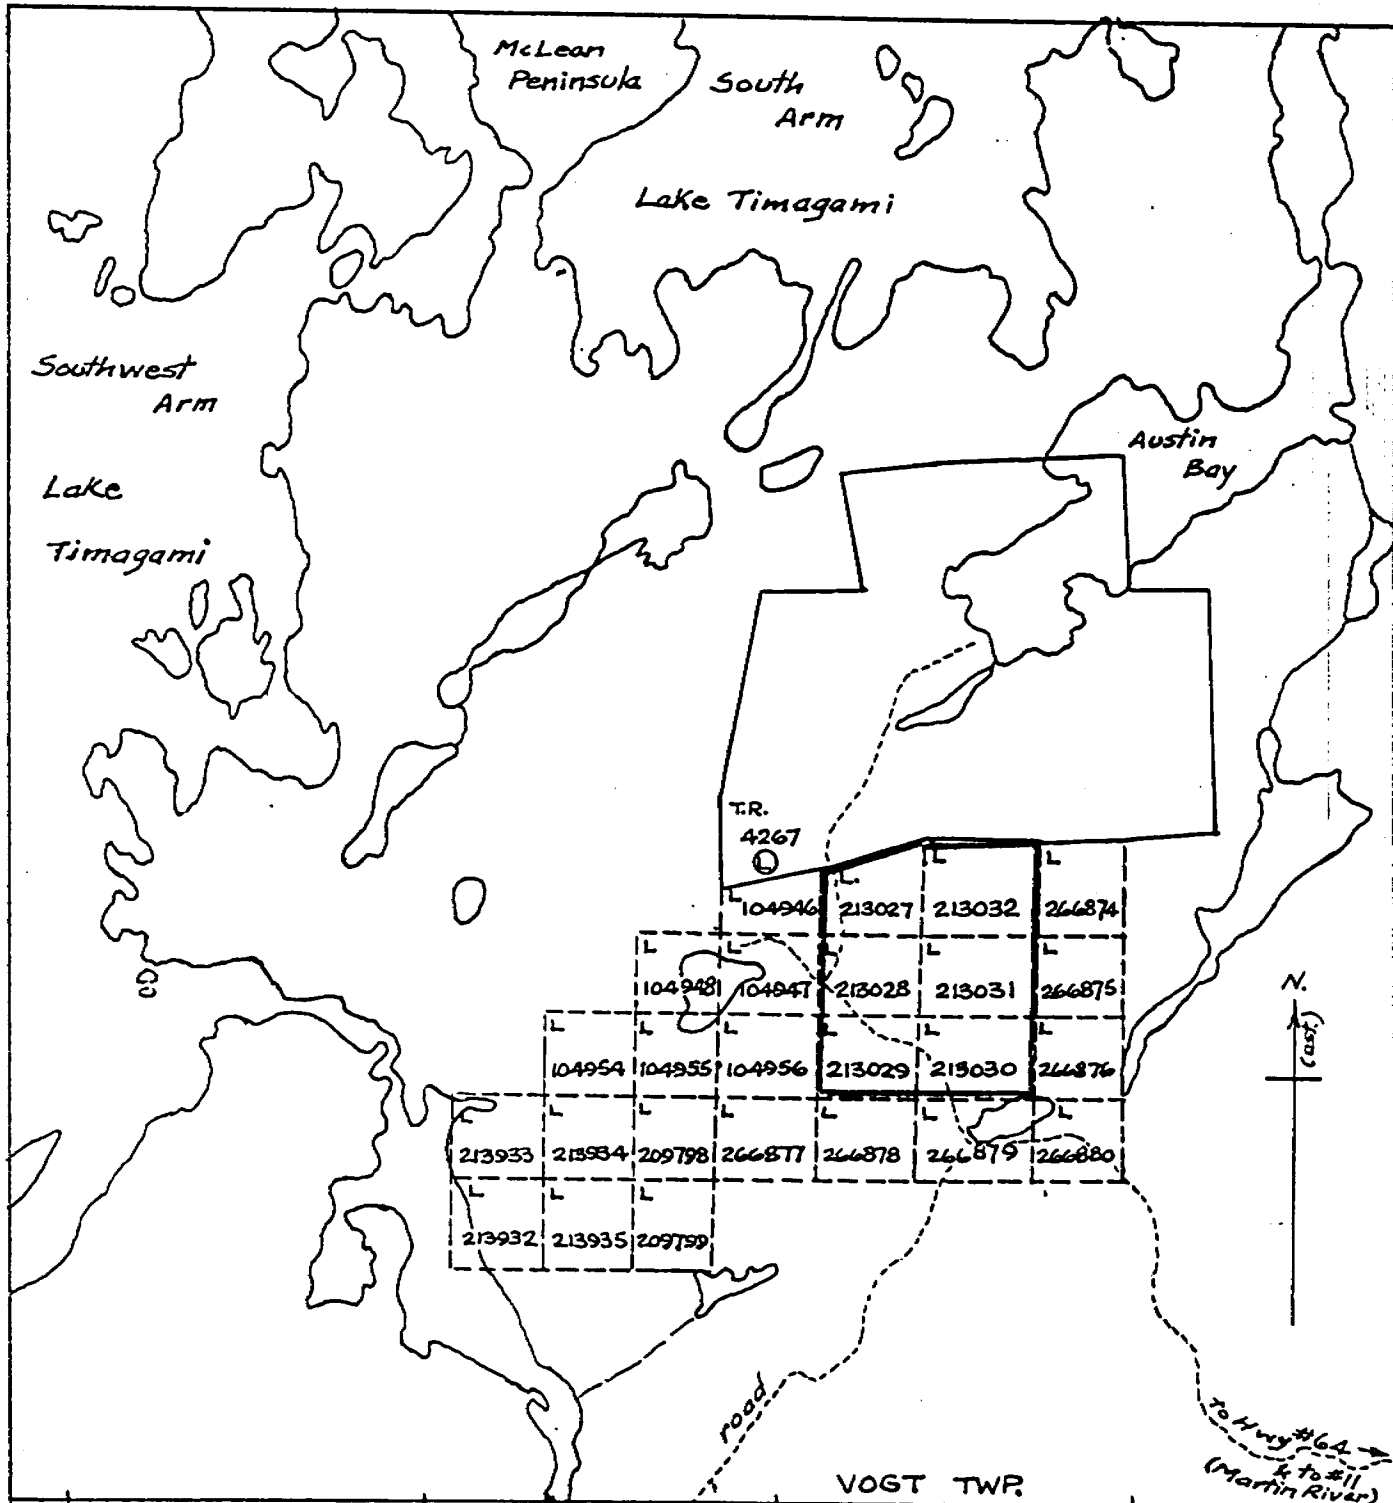 McLean
Peninsula
South
Arm
Lake Timagami
Southwest
Arm
Lake
Timagami
Austin
Bay
T.R.
4267
L
L. L L
L 104946 213027 213032 266874
L L L
104948 104947 213028 213031 266875
L L L L L
104954 104955 104956 213029 213030 266876
L L L L L L
213933 213934 209798 266877 266878 266879 266880
L L L
213932 213935 209799
N.
(ast.)
road
To Hwy #64
& to #11
(Martin River)
VOGT TWP.